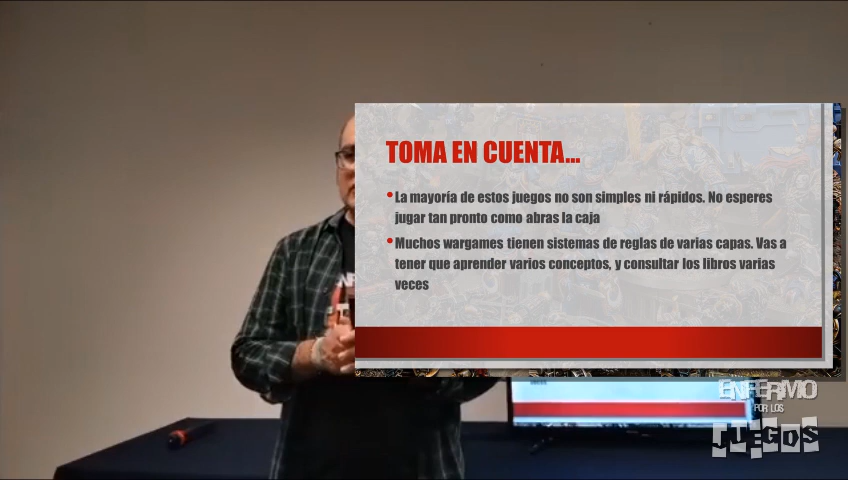 TOMA EN CUENTA...
•La mayoría de estos juegos no son simples ni rápidos. No esperes
jugar tan pronto como abras la caja
•Muchos wargames tienen sistemas de reglas de varias capas. Vas a
tener que aprender varios conceptos, y consultar los libros varias
veces
ENFERMO
POR LOS
JUEGOS